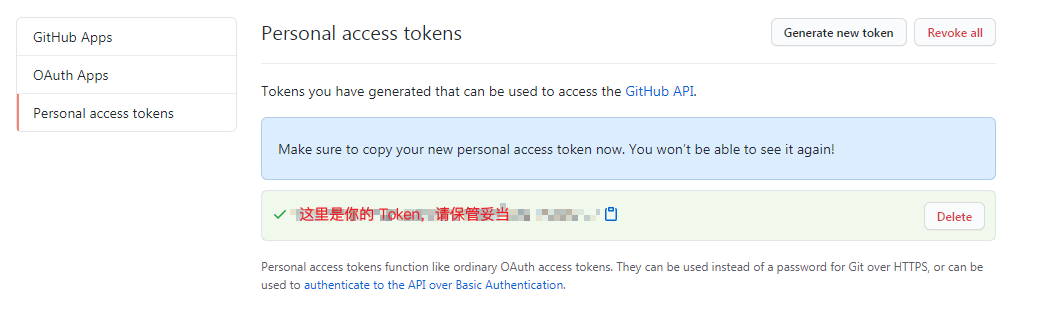 GitHub Apps
OAuth Apps
Personal access tokens
Personal access tokens
Generate new token
Revoke all
Tokens you have generated that can be used to access the GitHub API.
Make sure to copy your new personal access token now. You won't be able to see it again!
这里是你的 Token，请保管妥当
Delete
Personal access tokens function like ordinary OAuth access tokens. They can be used instead of a password for Git over HTTPS, or can be
used to authenticate to the API over Basic Authentication.